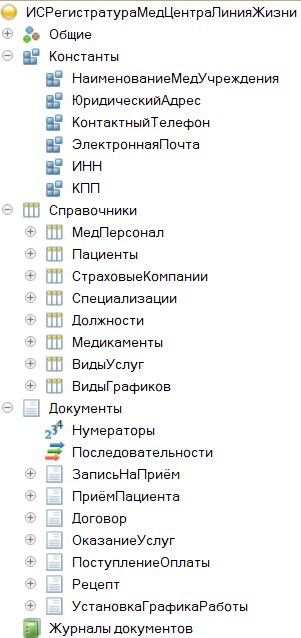 ИСРегистратураМедЦентраЛинияЖизни
Общие
Константы
НаименованиеМедУчреждения
ЮридическийАдрес
КонтактныйТелефон
ЭлектроннаяПочта
ИНН
КПП
Справочники
МедПерсонал
Пациенты
СтраховыеКомпании
Специализации
Должности
Медикаменты
ВидыУслуг
ВидыГрафиков
Документы
Нумераторы
Последовательности
ЗаписьНаПриём
ПриёмПациента
Договор
ОказаниеУслуг
ПоступлениеОплаты
Рецепт
УстановкаГрафикаРаботы
Журналы документов